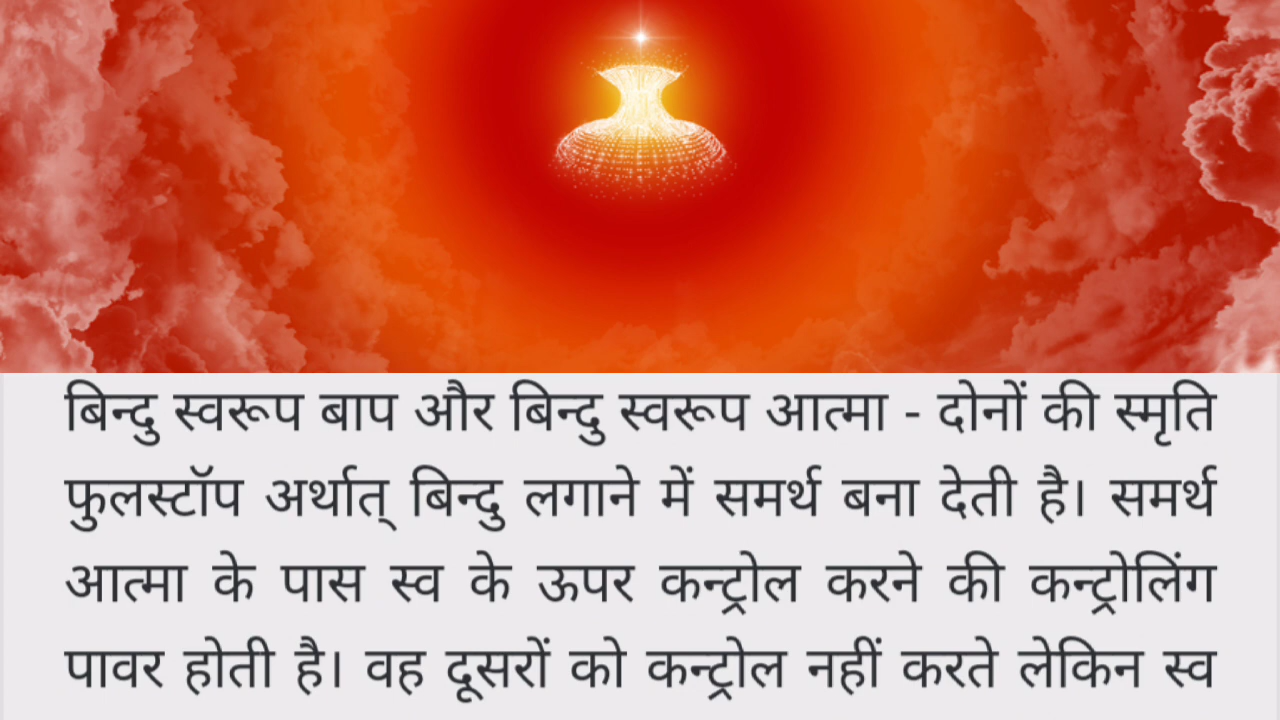 बिन्दु स्वरूप बाप और बिन्दु स्वरूप आत्मा - दोनों की स्मृति
फुलस्टॉप अर्थात् बिन्दु लगाने में समर्थ बना देती है। समर्थ
आत्मा के पास स्व के ऊपर कन्ट्रोल करने की कन्ट्रोलिंग
पावर होती है। वह दूसरों को कन्ट्रोल नहीं करते लेकिन स्व